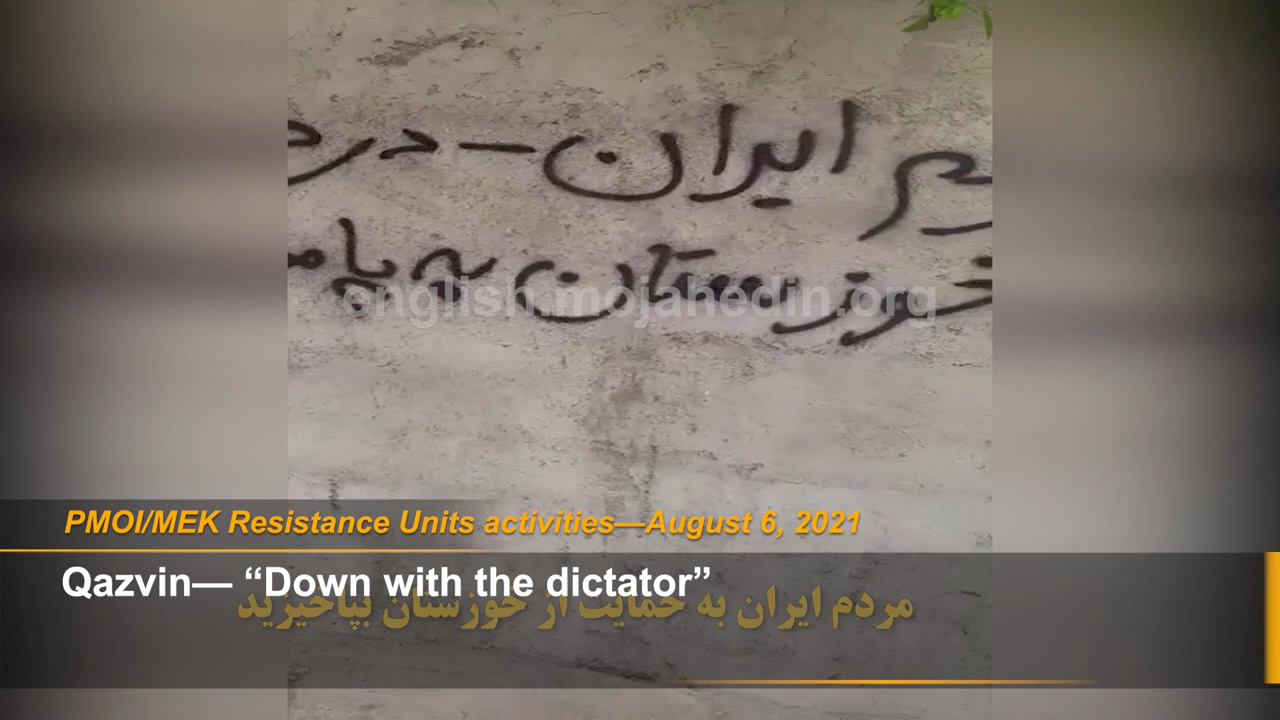 ایران - در
خوزستان به پا
english.mojahedin.org
PMOI/MEK Resistance Units activities—August 6, 2021
Qazvin— “Down with the dictator”
مردم ایران به حمایت از خوزستان بپاخیزید